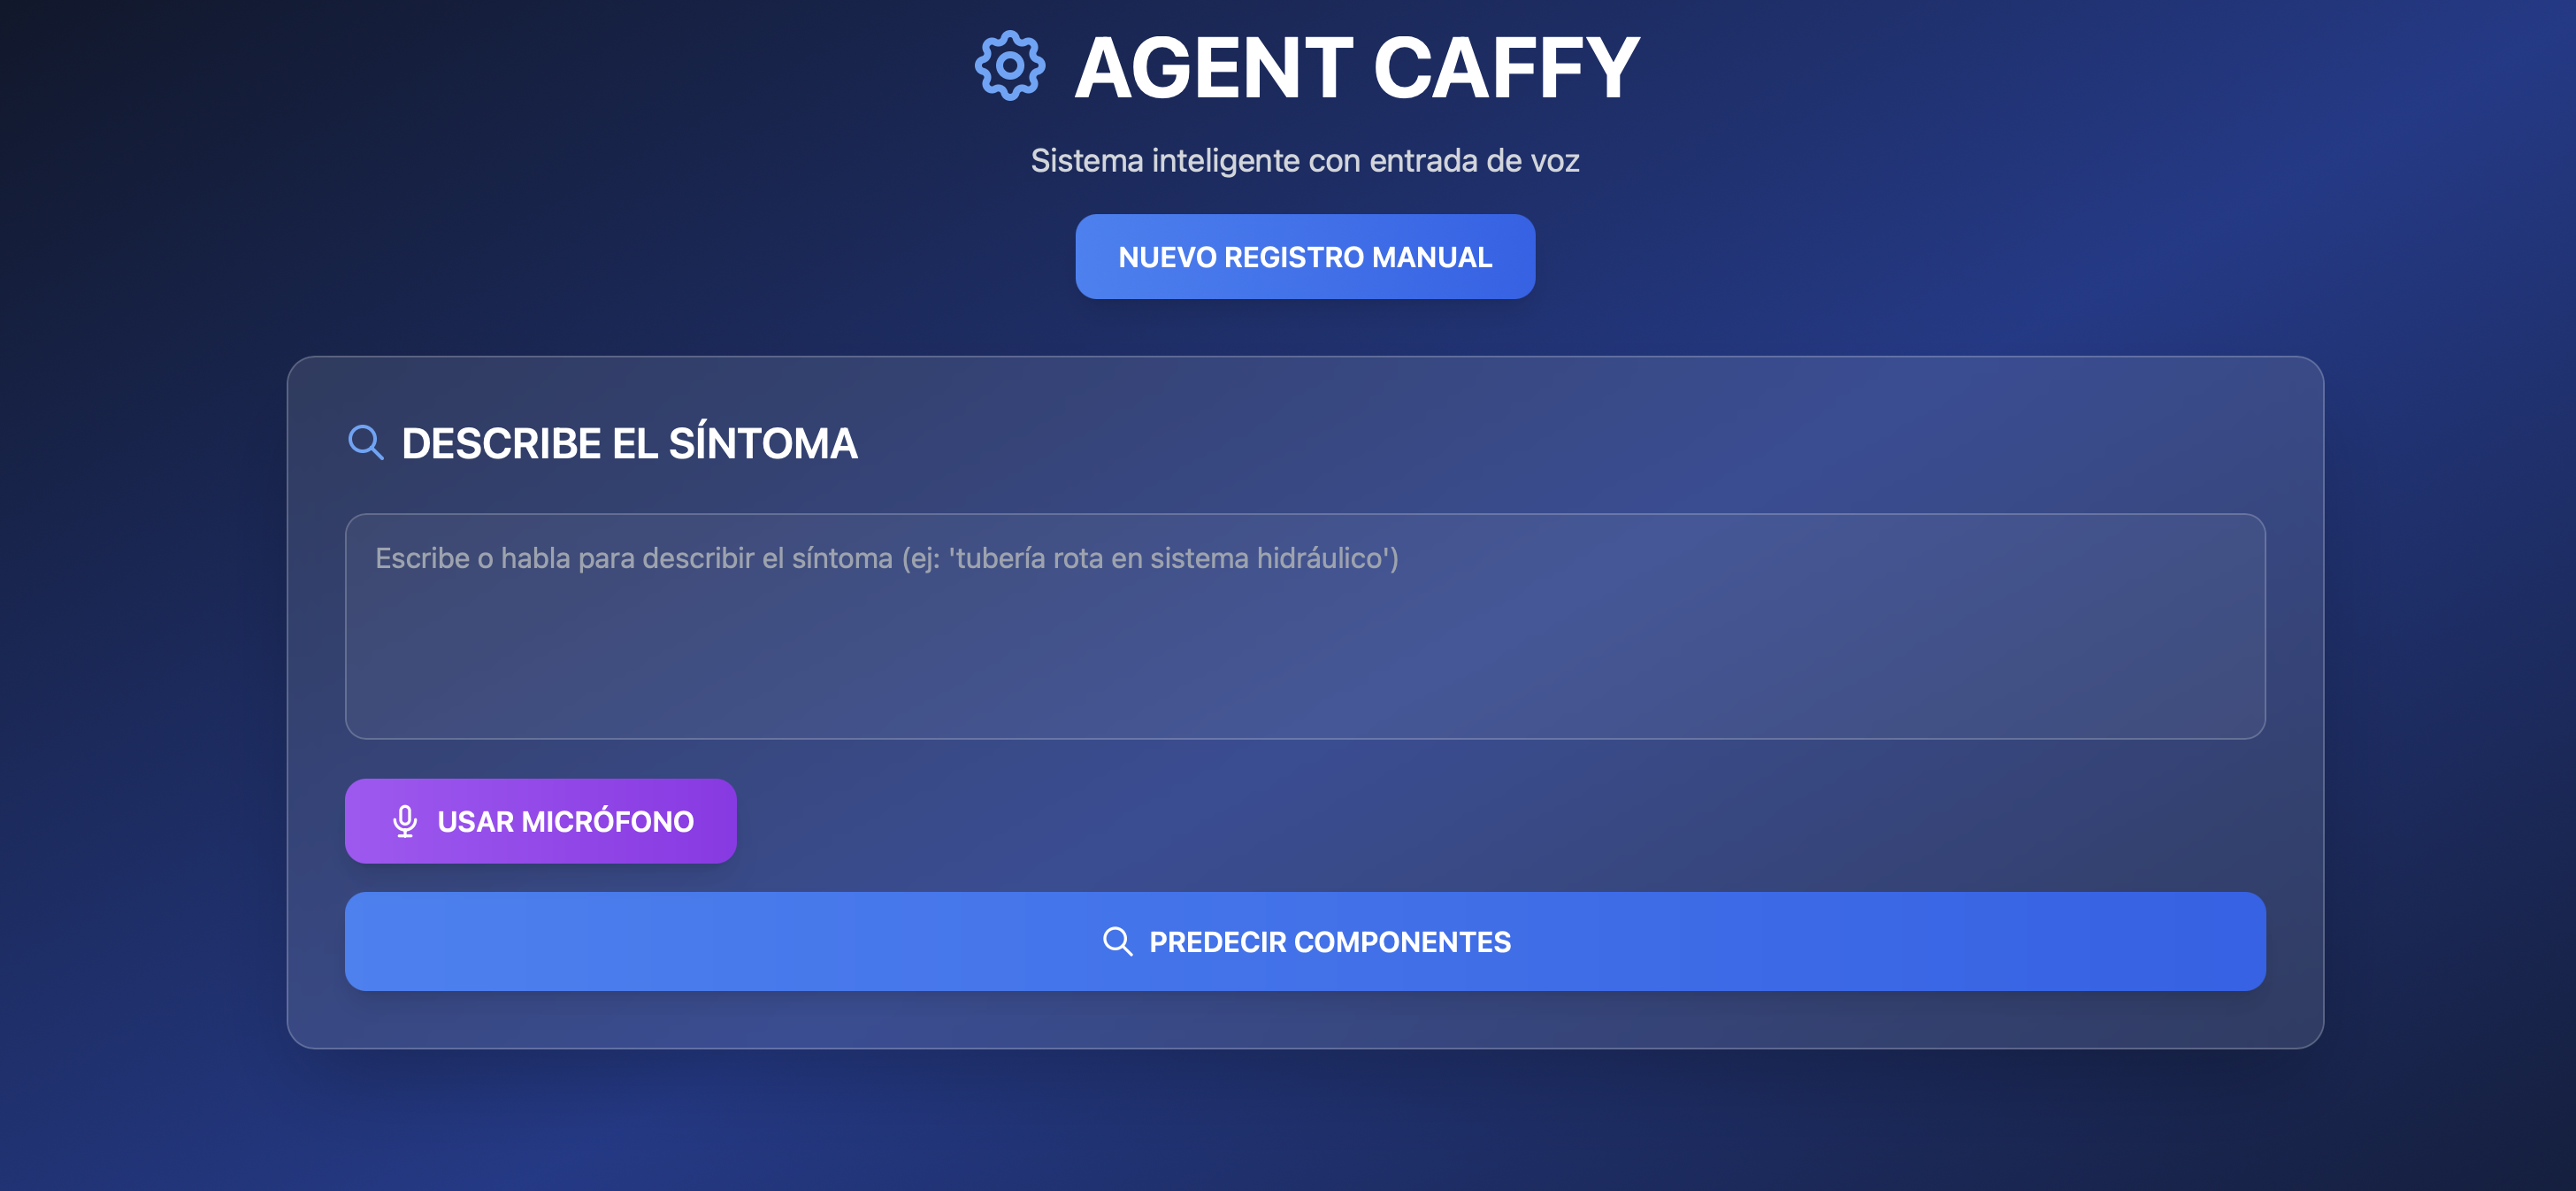 AGENT CAFFY
Sistema inteligente con entrada de voz
NUEVO REGISTRO MANUAL
DESCRIBE EL SÍNTOMA
Escribe o habla para describir el síntoma (ej: 'tubería rota en sistema hidráulico')
USAR MICRÓFONO
PREDECIR COMPONENTES